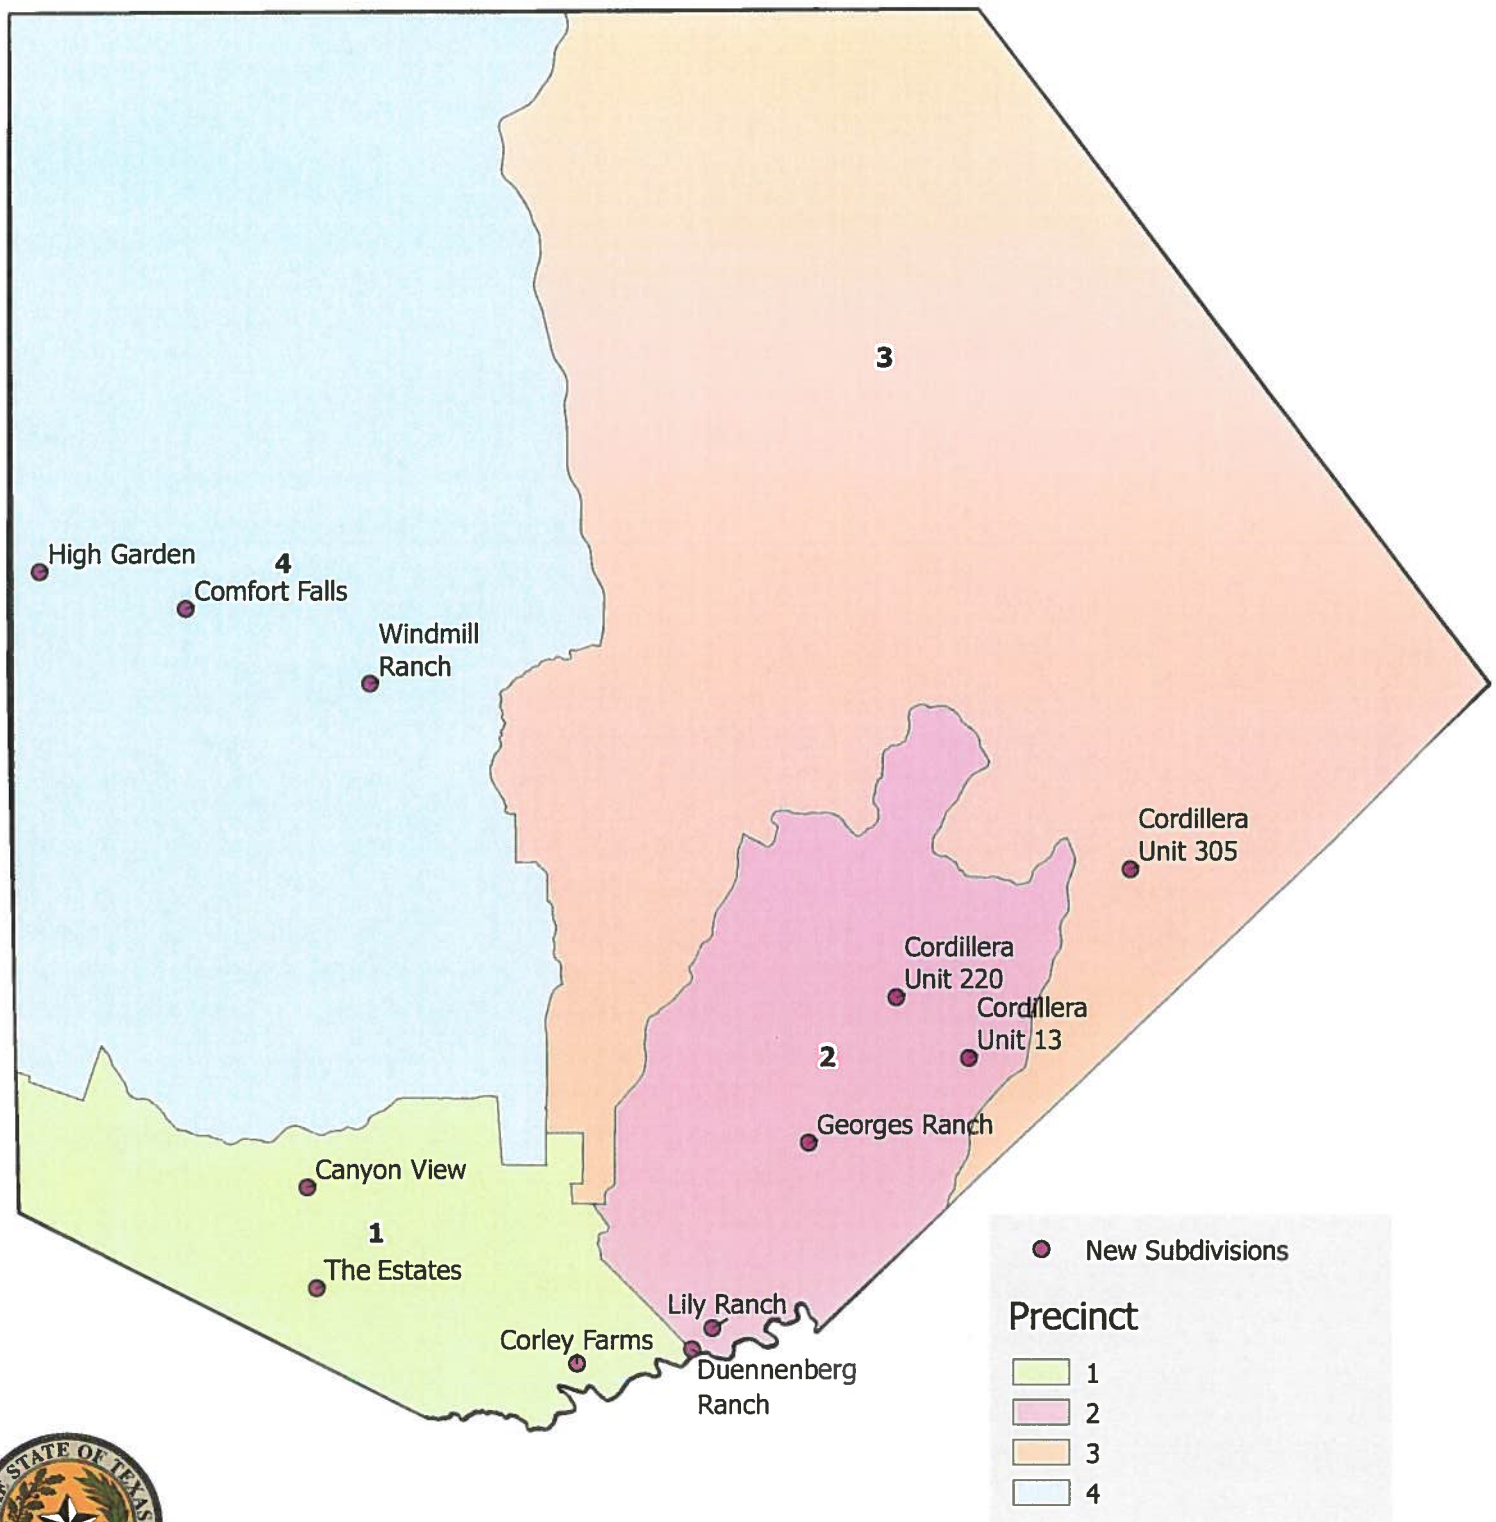 3
High Garden
4
Comfort Falls
Windmill
Ranch
Cordillera
Unit 305
Cordillera
Unit 220
Cordillera
Unit 13
2
Georges Ranch
Canyon View
1
The Estates
Lily Ranch
Corley Farms
Duennenberg
Ranch
New Subdivisions
Precinct
1
2
3
4
STATE OF TEXAS